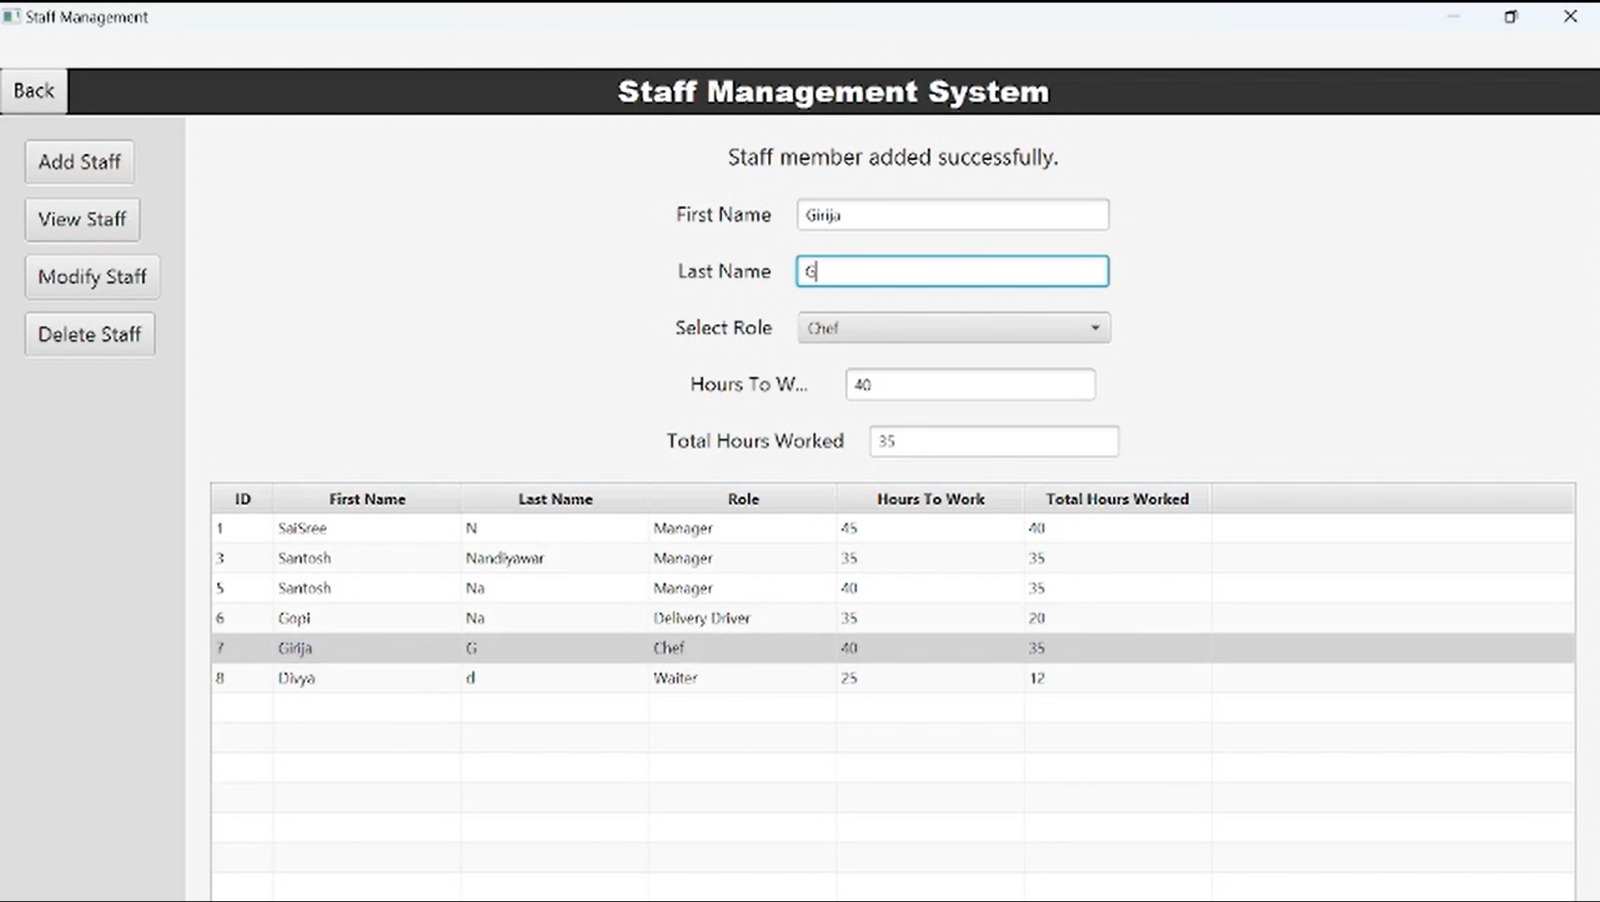 Staff Management
Back
Staff Management System
Add Staff
View Staff
Modify Staff
Delete Staff
Staff member added successfully.
First Name Girija
Last Name G
Select Role Chef
Hours To W... 40
Total Hours Worked 35
ID First Name Last Name Role Hours To Work Total Hours Worked
1 SaiSree N Manager 45 40
3 Santosh Nandiyawar Manager 35 35
5 Santosh Na Manager 40 35
6 Gopi Na Delivery Driver 35 20
7 Girija G Chef 40 35
8 Divya d Waiter 25 12